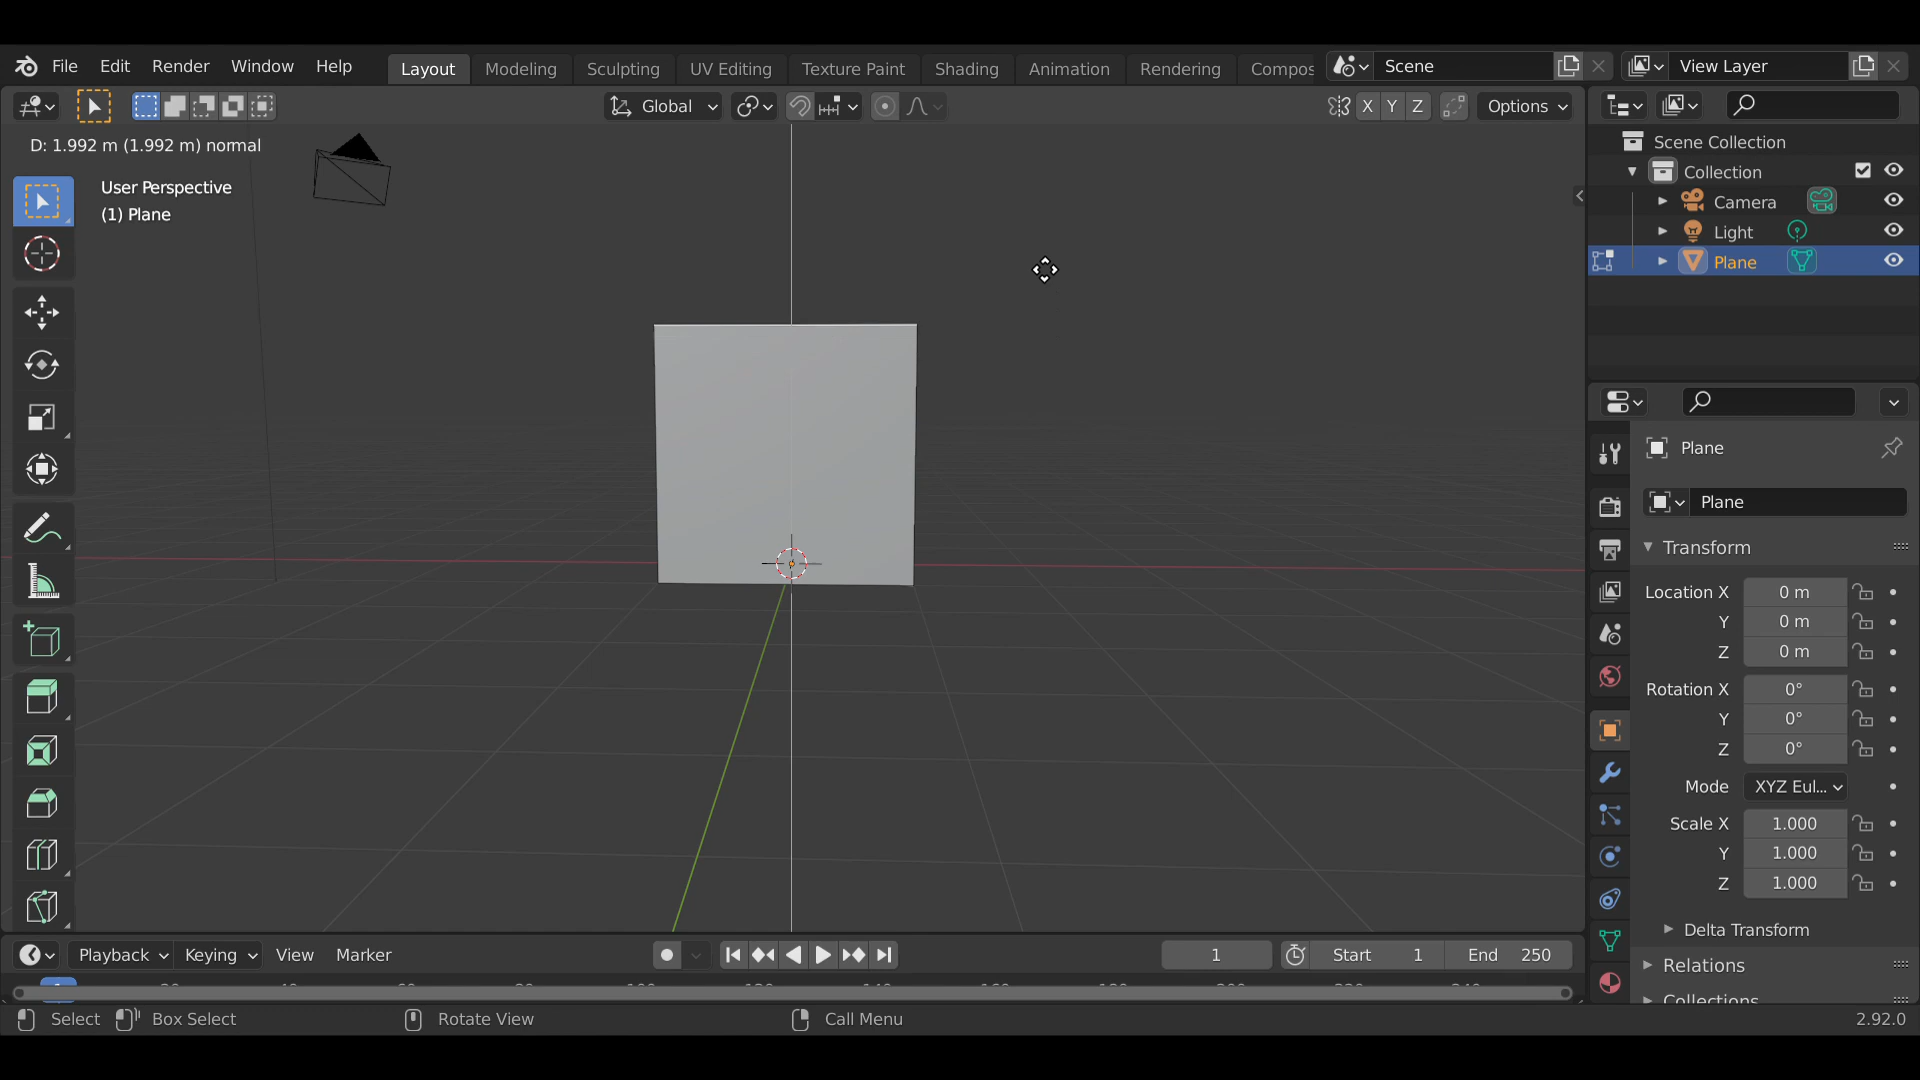 File Edit Render Window Help Layout Modeling Sculpting UV Editing Texture Paint Shading Animation Rendering Compos Scene View Layer
Global X Y Z Options
D: 1.992 m (1.992 m) normal
User Perspective
(1) Plane
Scene Collection
Collection
Camera
Light
Plane
Plane
Plane
Transform
Location X 0 m
Y 0 m
Z 0 m
Rotation X 0°
Y 0°
Z 0°
Mode XYZ Eul...
Scale X 1.000
Y 1.000
Z 1.000
Delta Transform
Relations
Collections
Playback Keying View Marker 1 Start 1 End 250
Select Box Select Rotate View Call Menu 2.92.0